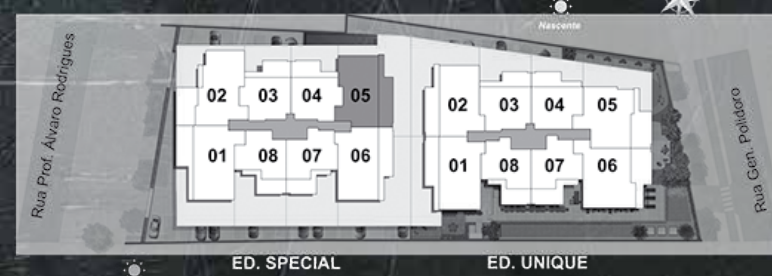 Nascente
Rua Prof. Álvaro Rodrigues
02 03 04 05
01 08 07 06
02 03 04 05
01 08 07 06
Rua Gen. Polidoro
ED. SPECIAL
ED. UNIQUE